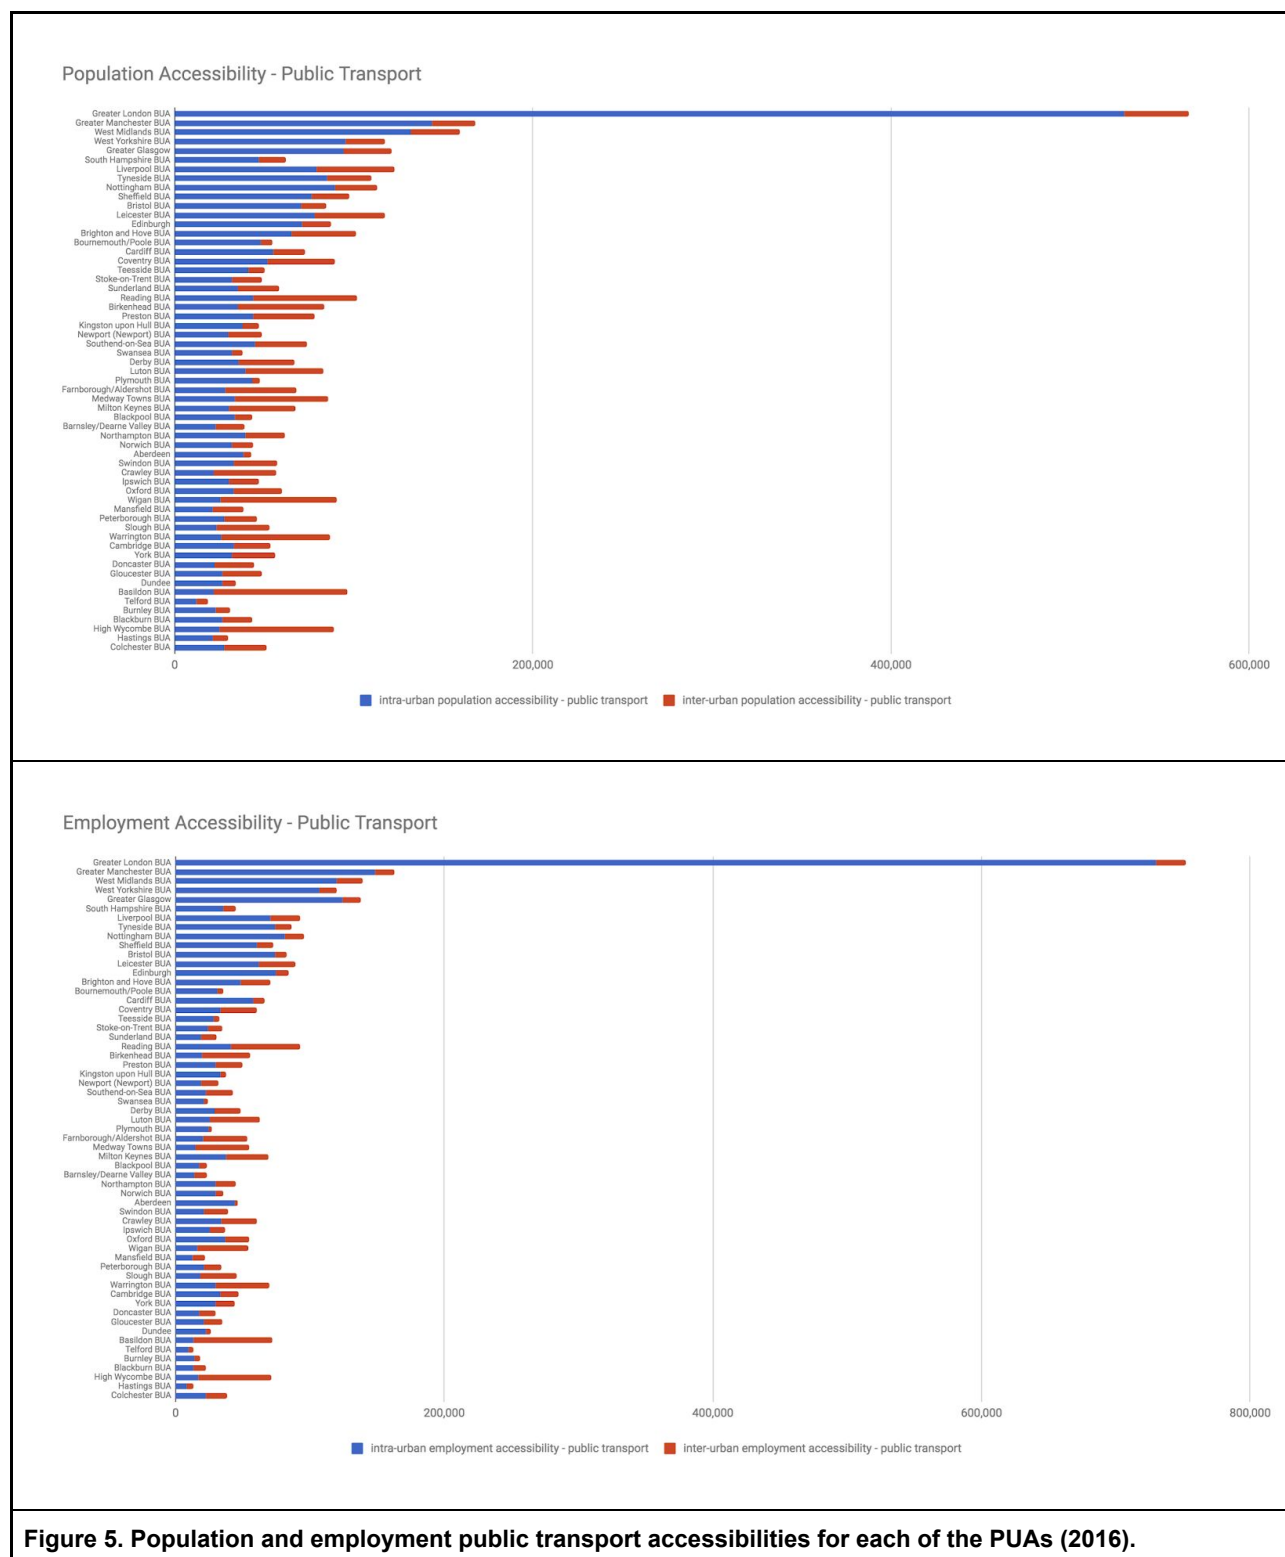 Population Accessibility - Public Transport
Greater London BUA
Greater Manchester BUA
West Midlands BUA
West Yorkshire BUA
Greater Glasgow
South Hampshire BUA
Liverpool BUA
Tyneside BUA
Nottingham BUA
Sheffield BUA
Bristol BUA
Leicester BUA
Edinburgh
Brighton and Hove BUA
Bournemouth/Poole BUA
Cardiff BUA
Coventry BUA
Teesside BUA
Stoke-on-Trent BUA
Sunderland BUA
Reading BUA
Birkenhead BUA
Preston BUA
Kingston upon Hull BUA
Newport (Newport) BUA
Southend-on-Sea BUA
Swansea BUA
Derby BUA
Luton BUA
Plymouth BUA
Farnborough/Aldershot BUA
Medway Towns BUA
Milton Keynes BUA
Blackpool BUA
Barnsley/Dearne Valley BUA
Northampton BUA
Norwich BUA
Aberdeen
Swindon BUA
Crawley BUA
Ipswich BUA
Oxford BUA
Wigan BUA
Mansfield BUA
Peterborough BUA
Slough BUA
Warrington BUA
Cambridge BUA
York BUA
Doncaster BUA
Gloucester BUA
Dundee
Basildon BUA
Telford BUA
Burnley BUA
Blackburn BUA
High Wycombe BUA
Hastings BUA
Colchester BUA
0 200,000 400,000 600,000
intra-urban population accessibility - public transport inter-urban population accessibility - public transport
Employment Accessibility - Public Transport
Greater London BUA
Greater Manchester BUA
West Midlands BUA
West Yorkshire BUA
Greater Glasgow
South Hampshire BUA
Liverpool BUA
Tyneside BUA
Nottingham BUA
Sheffield BUA
Bristol BUA
Leicester BUA
Edinburgh
Brighton and Hove BUA
Bournemouth/Poole BUA
Cardiff BUA
Coventry BUA
Teesside BUA
Stoke-on-Trent BUA
Sunderland BUA
Reading BUA
Birkenhead BUA
Preston BUA
Kingston upon Hull BUA
Newport (Newport) BUA
Southend-on-Sea BUA
Swansea BUA
Derby BUA
Luton BUA
Plymouth BUA
Farnborough/Aldershot BUA
Medway Towns BUA
Milton Keynes BUA
Blackpool BUA
Barnsley/Dearne Valley BUA
Northampton BUA
Norwich BUA
Aberdeen
Swindon BUA
Crawley BUA
Ipswich BUA
Oxford BUA
Wigan BUA
Mansfield BUA
Peterborough BUA
Slough BUA
Warrington BUA
Cambridge BUA
York BUA
Doncaster BUA
Gloucester BUA
Dundee
Basildon BUA
Telford BUA
Burnley BUA
Blackburn BUA
High Wycombe BUA
Hastings BUA
Colchester BUA
0 200,000 400,000 600,000 800,000
intra-urban employment accessibility - public transport inter-urban employment accessibility - public transport
Figure 5. Population and employment public transport accessibilities for each of the PUAs (2016).